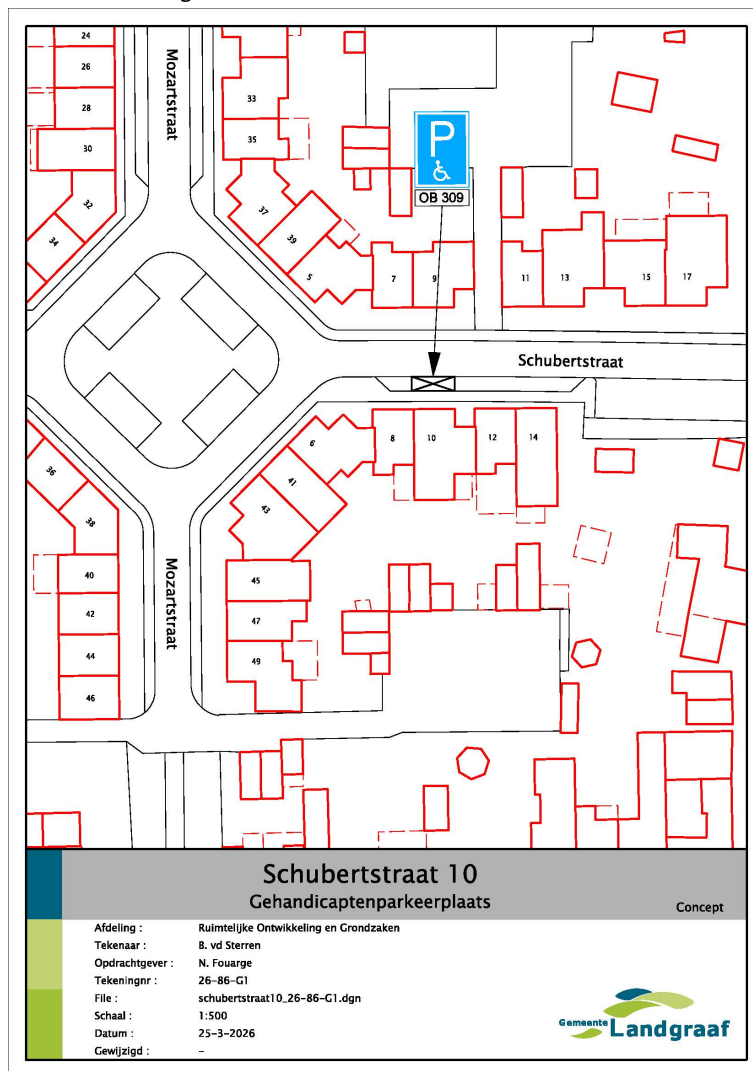 24
26
28
30
32
34
Mozartstraat
33
35
37
39
5
7
9
P
OB 309
11
13
15
17
Schubertstraat
36
38
40
42
44
46
Mozartstraat
6
8
10
12
14
41
43
45
47
49
Schubertstraat 10
Gehandicaptenparkeerplaats
Concept
Afdeling : Ruimtelijke Ontwikkeling en Grondzaken
Tekenaar : B. vd Sterren
Opdrachtgever : N. Fouarge
Tekeningnr : 26-86-G1
File : schubertstraat10_26-86-G1.dgn
Schaal : 1:500
Datum : 25-3-2026
Gewijzigd : -
Gemeente Landgraaf